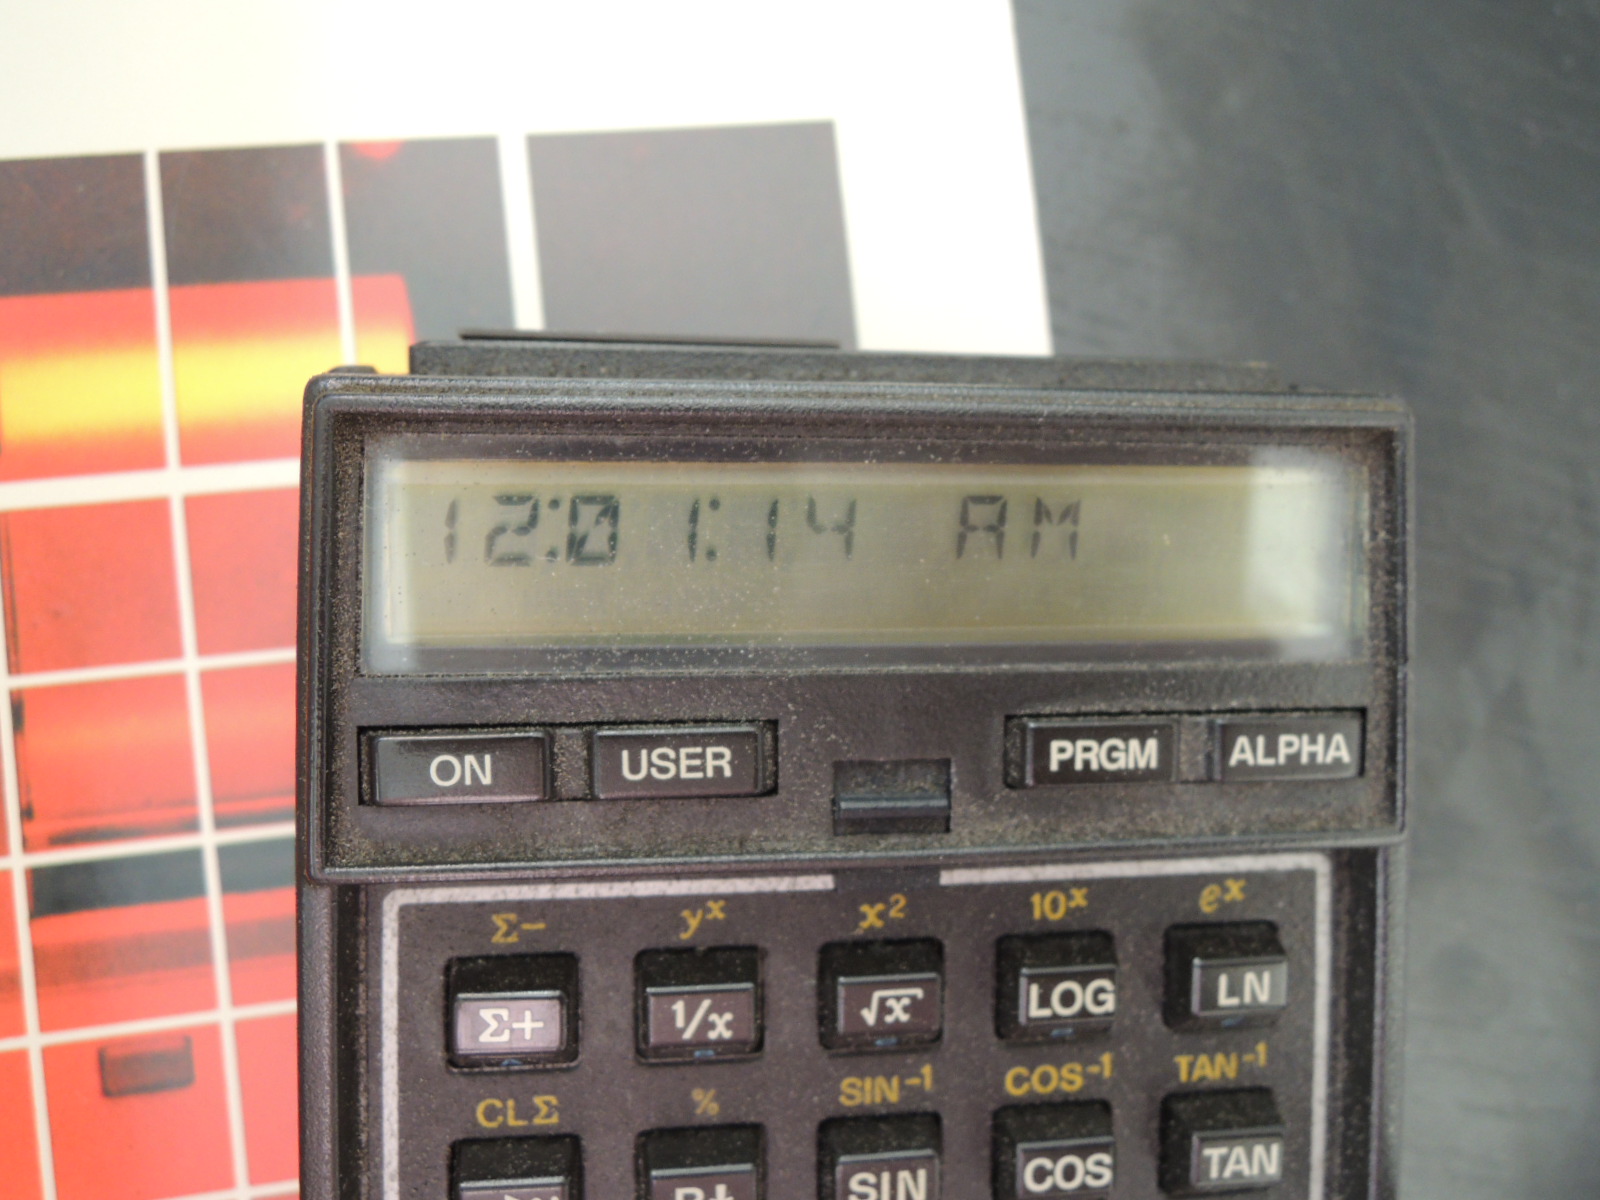 12:01:14 AM
ON USER PRGM ALPHA
Σ− yˣ x² 10ˣ eˣ
Σ+ 1/x √x LOG LN
CLΣ % SIN⁻¹ COS⁻¹ TAN⁻¹
SIN COS TAN